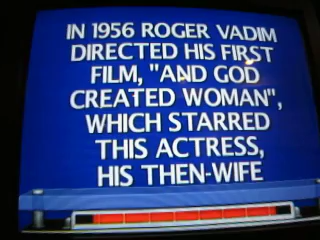 IN 1956 ROGER VADIM
DIRECTED HIS FIRST
FILM, "AND GOD
CREATED WOMAN",
WHICH STARRED
THIS ACTRESS,
HIS THEN-WIFE